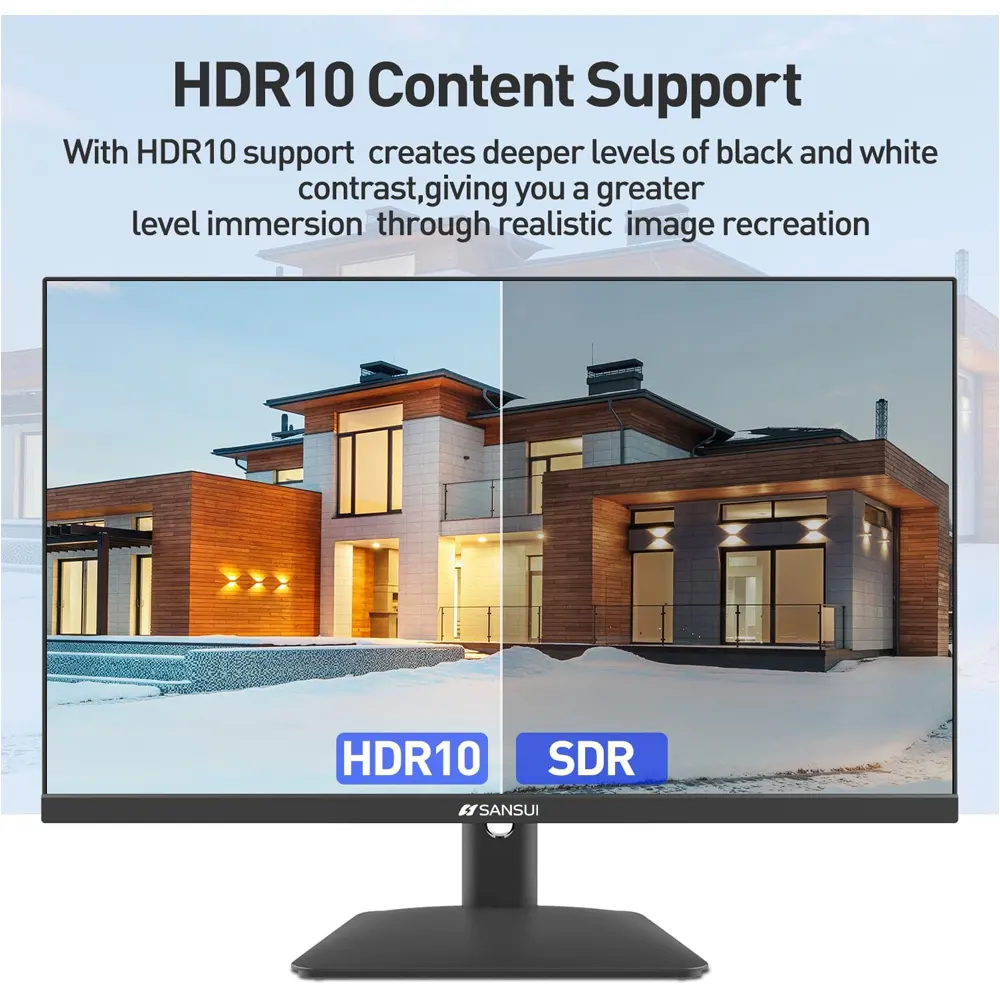 HDR10 Content Support
With HDR10 support creates deeper levels of black and white
contrast,giving you a greater
level immersion through realistic image recreation
HDR10 SDR
SANSUI